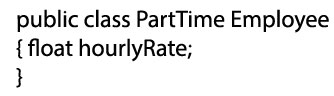 public class PartTime Employee
{ float hourlyRate;
}